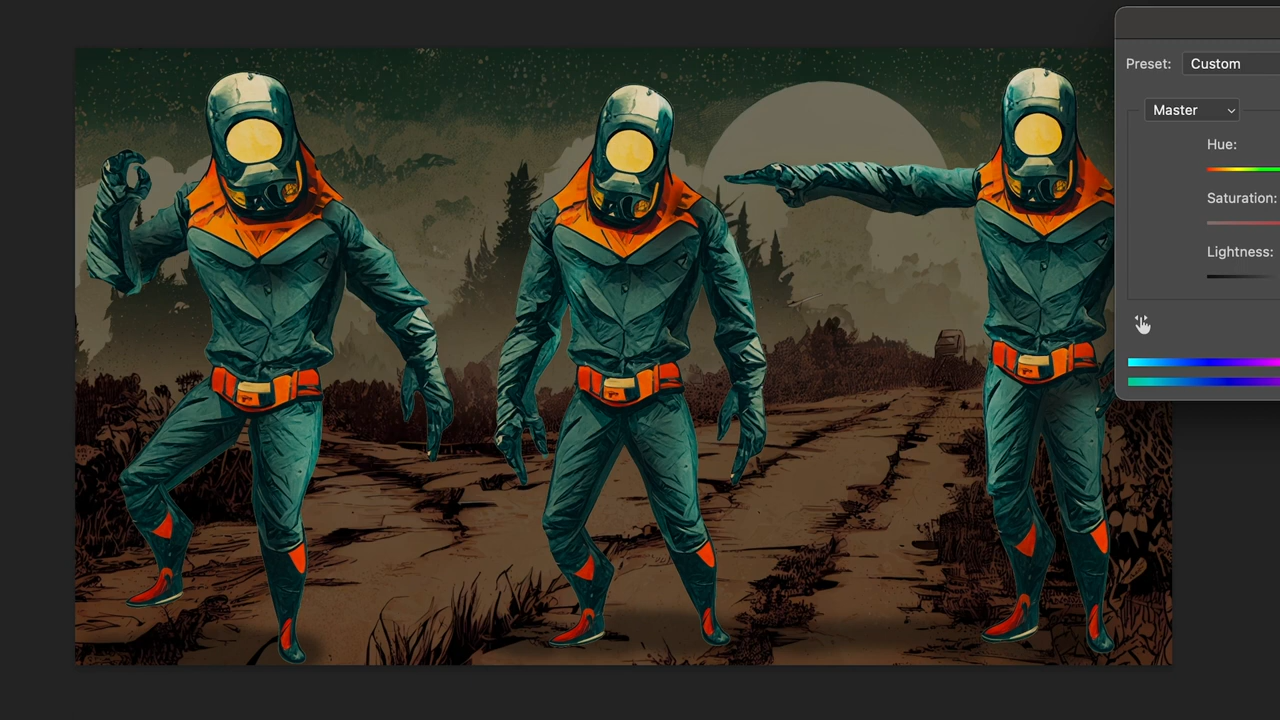 Preset: Custom
Master
Hue:
Saturation:
Lightness: